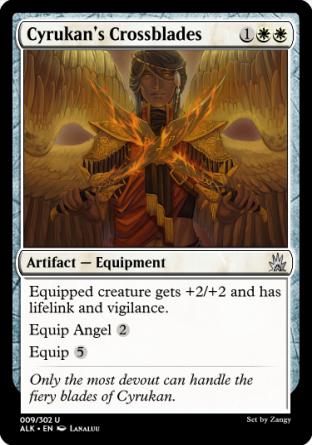 Cyrukan's Crossblades 1
Artifact — Equipment
Equipped creature gets +2/+2 and has
lifelink and vigilance.
Equip Angel 2
Equip 5
Only the most devout can handle the
fiery blades of Cyrukan.
009/302 U
Set by Zangy
ALK • EN Lanaluu